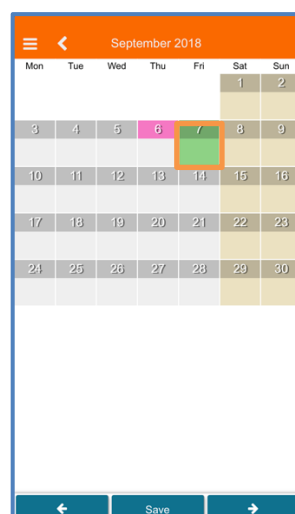 September 2018
Mon Tue Wed Thu Fri Sat Sun
1 2
3 4 5 6 7 8 9
10 11 12 13 14 15 16
17 18 19 20 21 22 23
24 25 26 27 28 29 30
Save